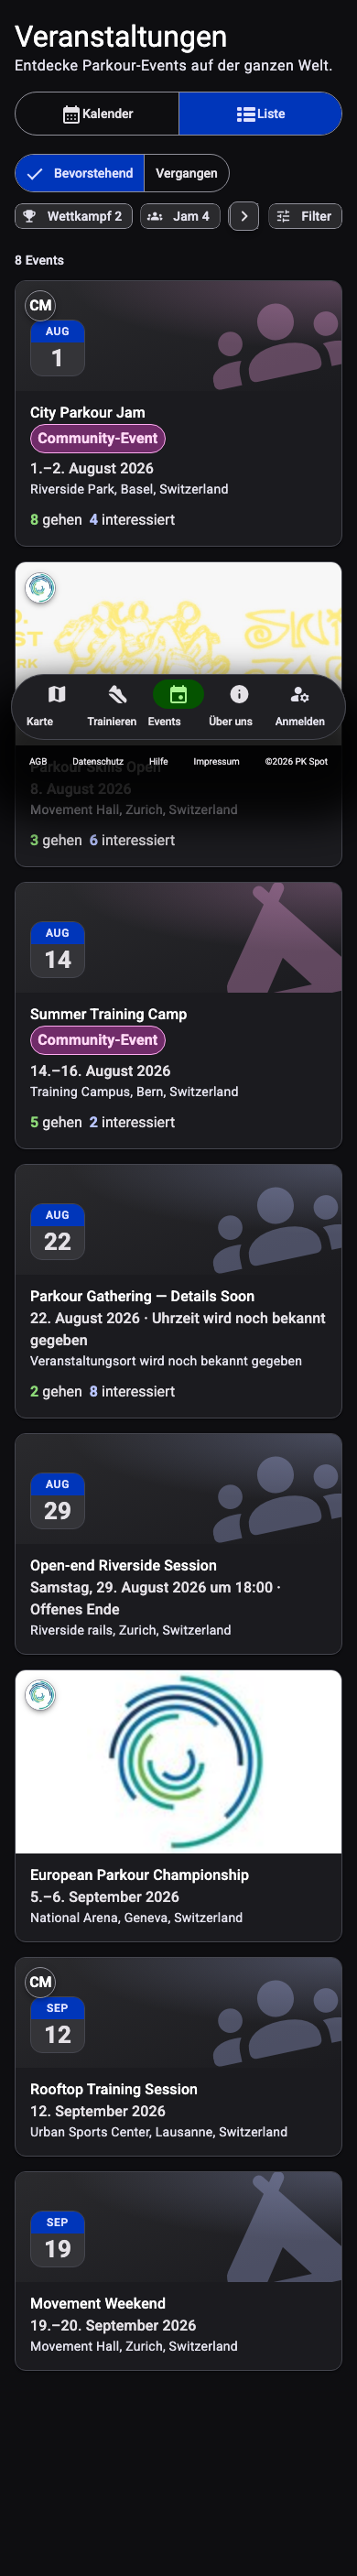 Veranstaltungen
Entdecke Parkour-Events auf der ganzen Welt.
Kalender
Liste
Bevorstehend
Vergangen
Wettkampf 2
Jam 4
Filter
8 Events
CM
AUG
1
City Parkour Jam
Community-Event
1.–2. August 2026
Riverside Park, Basel, Switzerland
8 gehen 4 interessiert
Karte
Trainieren
Events
Über uns
Anmelden
AGB
Datenschutz
Hilfe
Impressum
©2026 PK Spot
Parkour Skills Open
8. August 2026
Movement Hall, Zurich, Switzerland
3 gehen 6 interessiert
AUG
14
Summer Training Camp
Community-Event
14.–16. August 2026
Training Campus, Bern, Switzerland
5 gehen 2 interessiert
AUG
22
Parkour Gathering — Details Soon
22. August 2026 · Uhrzeit wird noch bekannt
gegeben
Veranstaltungsort wird noch bekannt gegeben
2 gehen 8 interessiert
AUG
29
Open-end Riverside Session
Samstag, 29. August 2026 um 18:00 ·
Offenes Ende
Riverside rails, Zurich, Switzerland
European Parkour Championship
5.–6. September 2026
National Arena, Geneva, Switzerland
CM
SEP
12
Rooftop Training Session
12. September 2026
Urban Sports Center, Lausanne, Switzerland
SEP
19
Movement Weekend
19.–20. September 2026
Movement Hall, Zurich, Switzerland